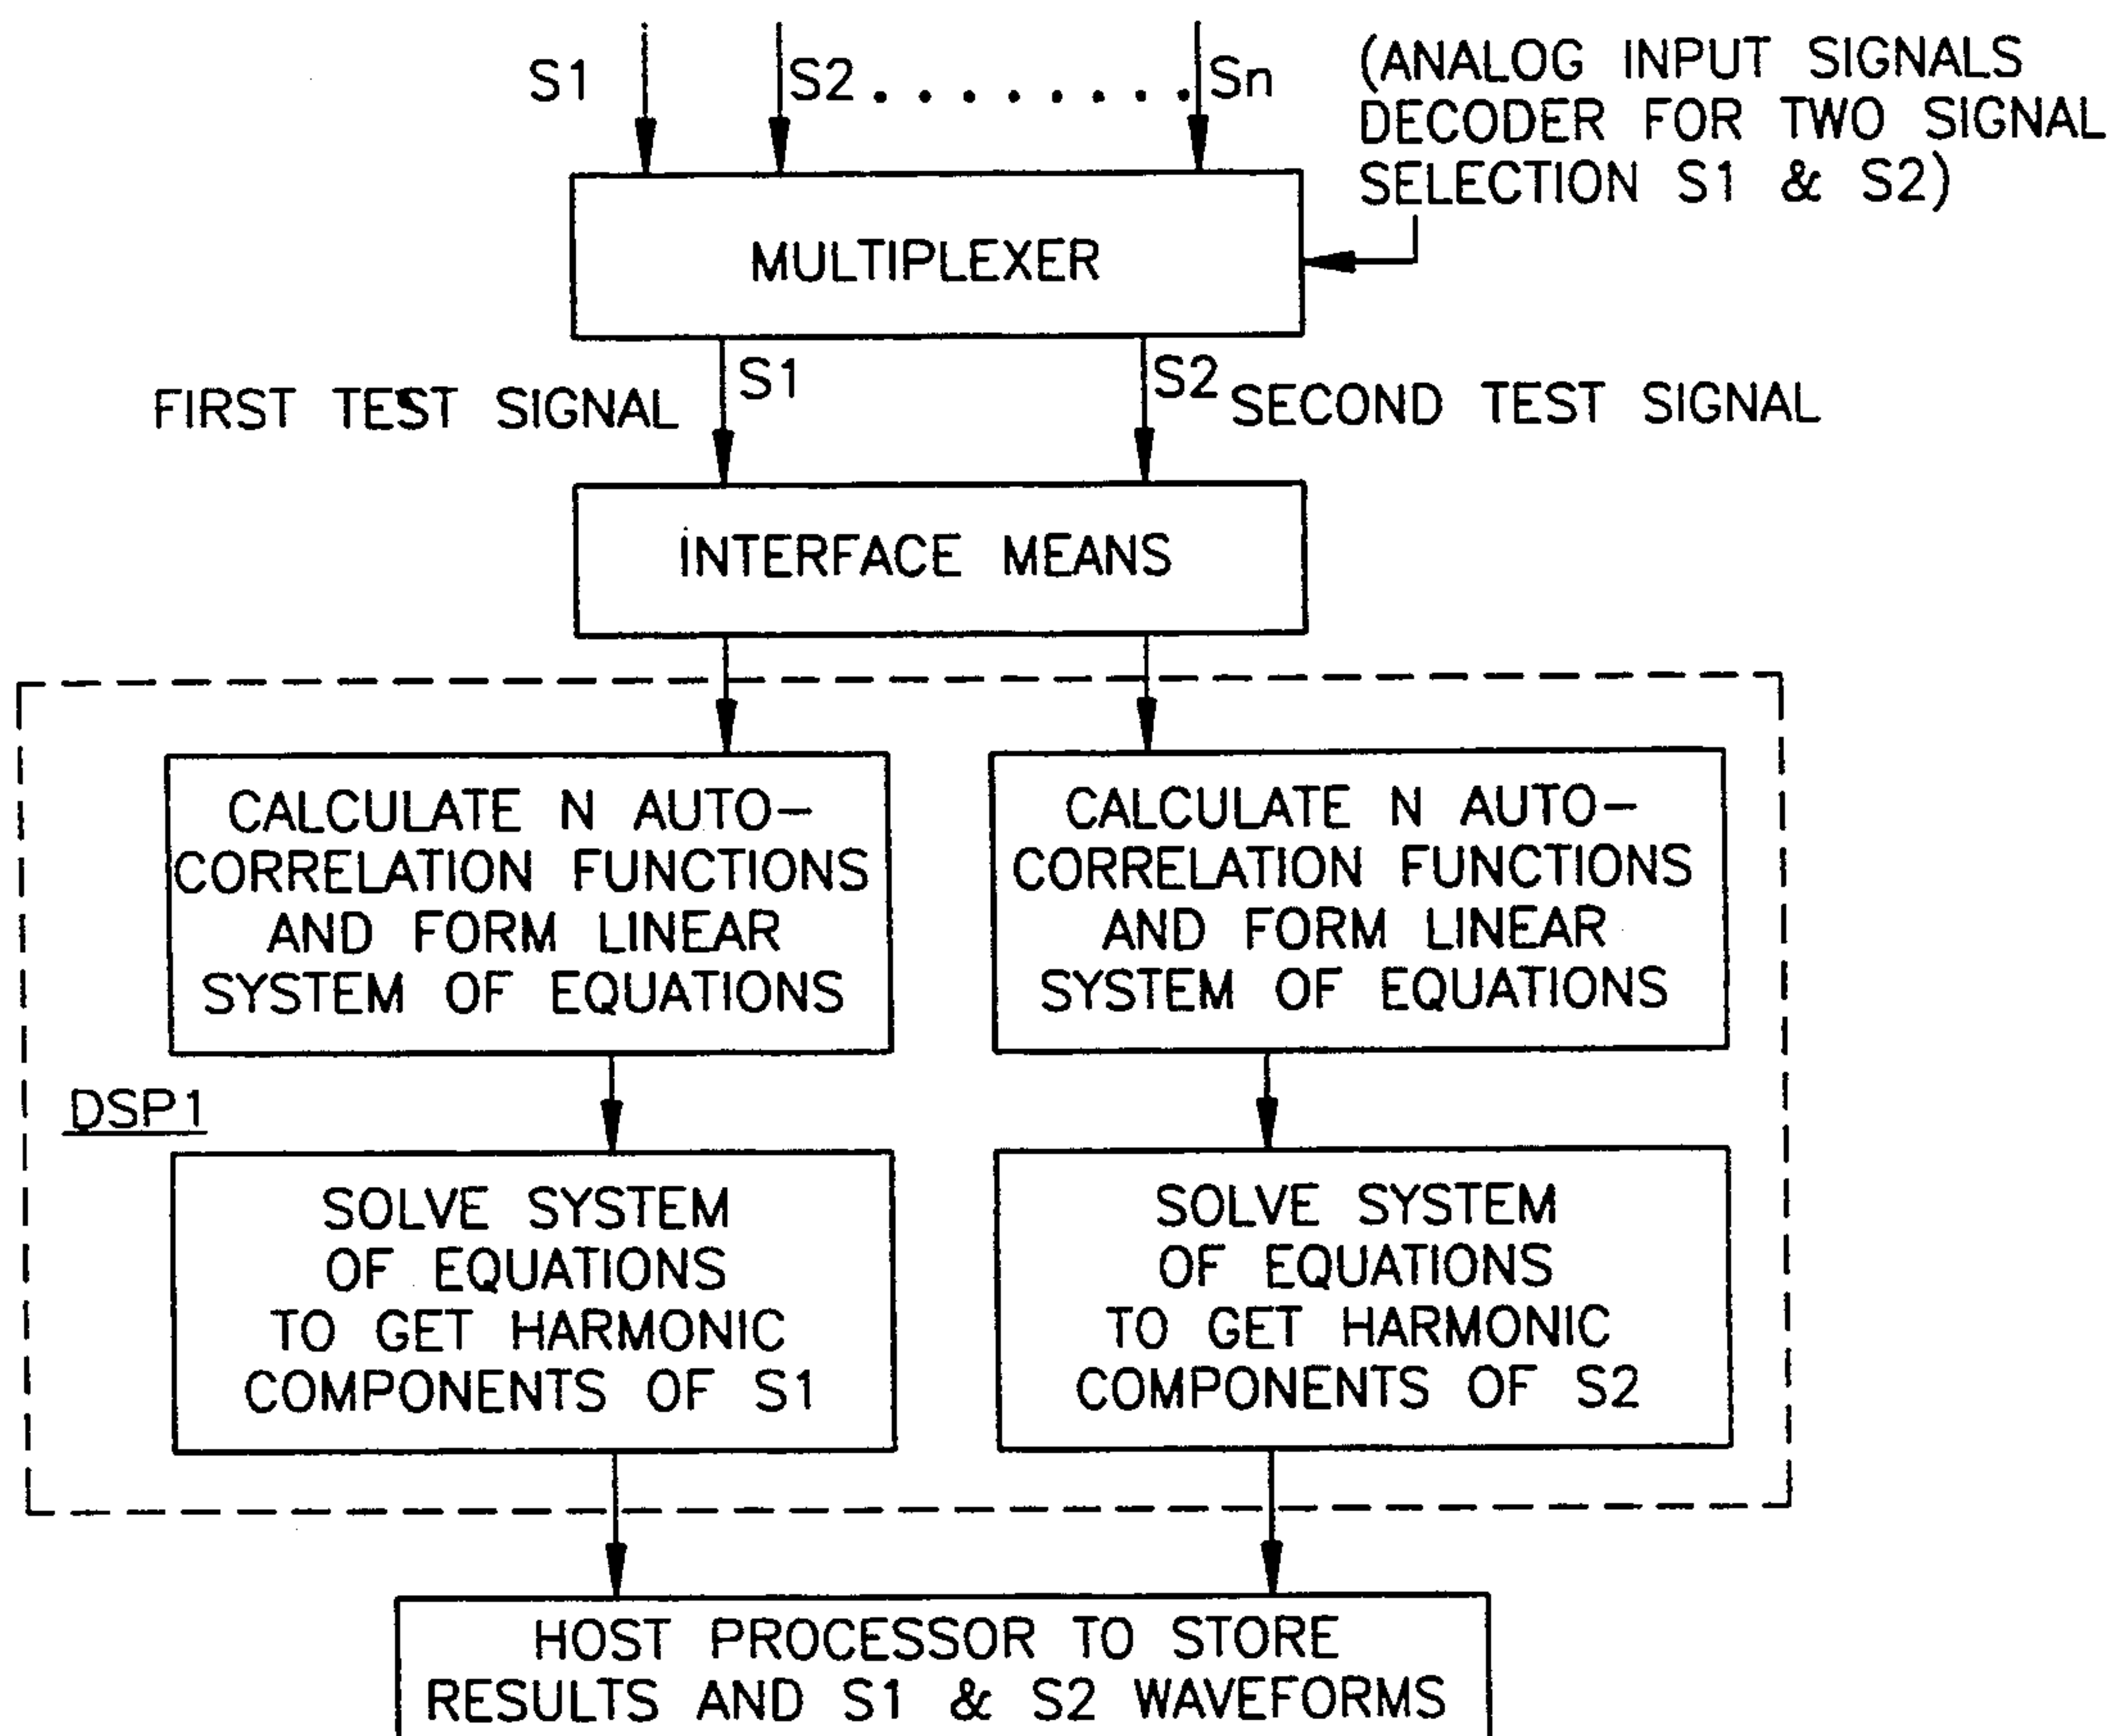 S1
S2........Sn
(ANALOG INPUT SIGNALS
DECODER FOR TWO SIGNAL
SELECTION S1 & S2)
MULTIPLEXER
FIRST TEST SIGNAL
S1
S2
SECOND TEST SIGNAL
INTERFACE MEANS
CALCULATE N AUTO-
CORRELATION FUNCTIONS
AND FORM LINEAR
SYSTEM OF EQUATIONS
CALCULATE N AUTO-
CORRELATION FUNCTIONS
AND FORM LINEAR
SYSTEM OF EQUATIONS
DSP1
SOLVE SYSTEM
OF EQUATIONS
TO GET HARMONIC
COMPONENTS OF S1
SOLVE SYSTEM
OF EQUATIONS
TO GET HARMONIC
COMPONENTS OF S2
HOST PROCESSOR TO STORE
RESULTS AND S1 & S2 WAVEFORMS